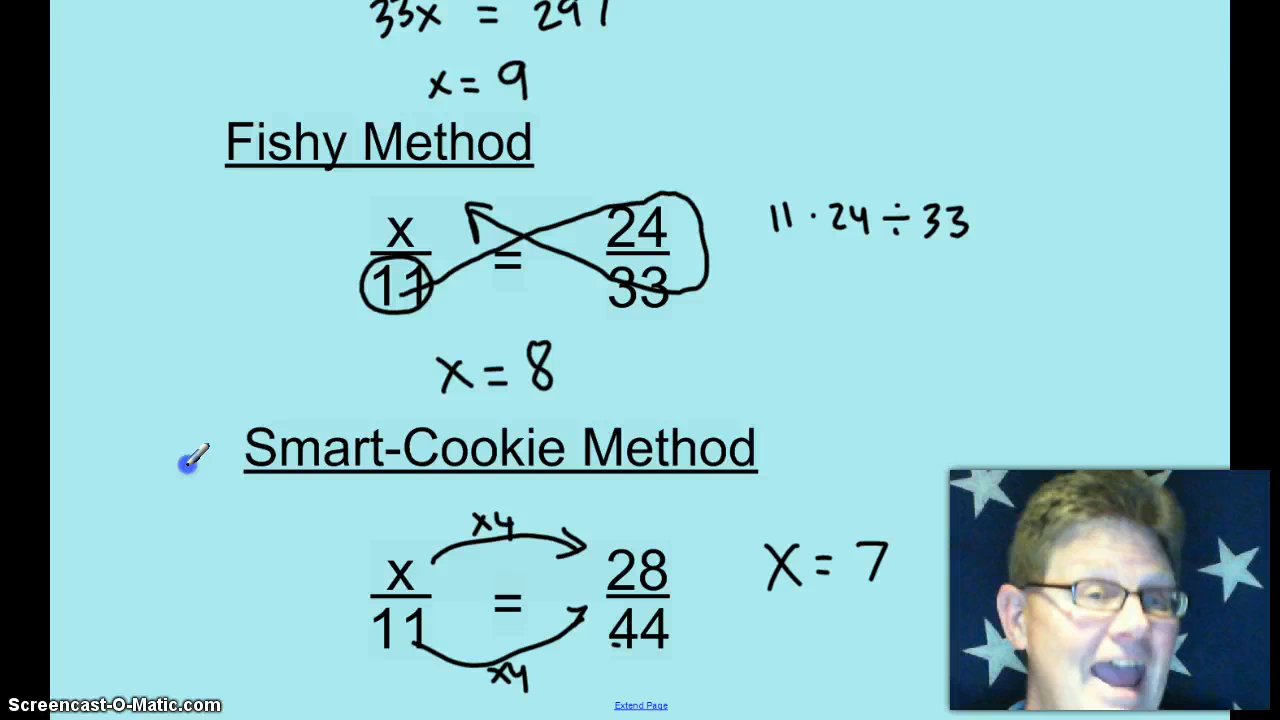 33x = 297
x = 9
Fishy Method
x/11 = 24/33
11 · 24 ÷ 33
x = 8
Smart-Cookie Method
x4
x/11 = 28/44
x4
X = 7
Screencast-O-Matic.com
Extend Page